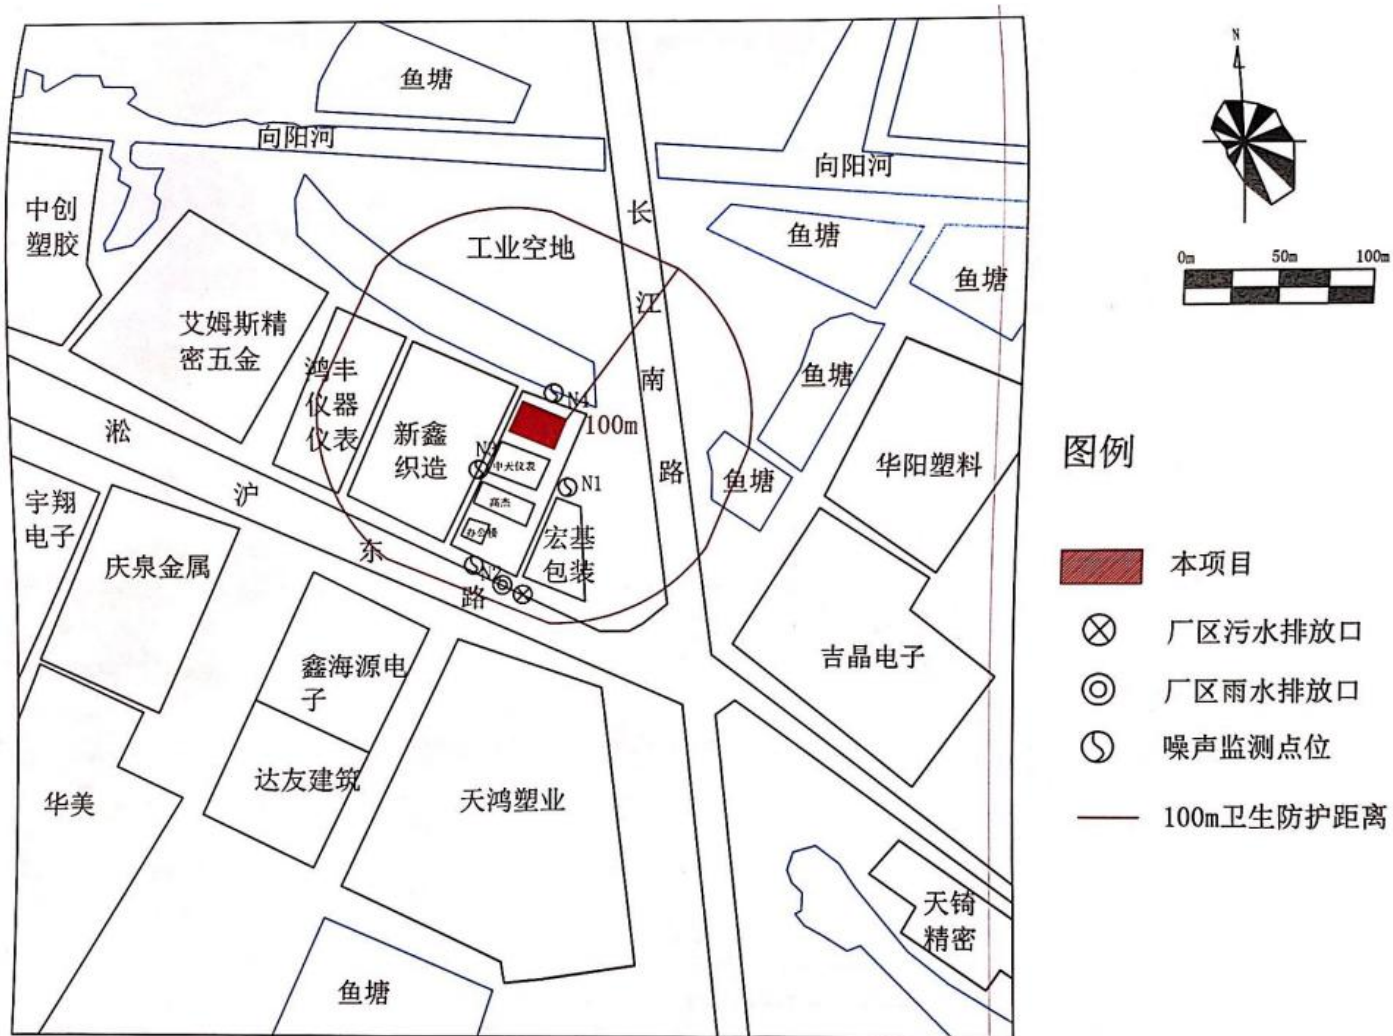 鱼塘
N
向阳河
向阳河
中创
塑胶
长
工业空地
鱼塘
0m 50m 100m
鱼塘
江
艾姆斯精
密五金
鸿丰
仪器
仪表
南
鱼塘
N4
100m
淞
新鑫
织造
N3
中天仪表
路
鱼塘
华阳塑料
图例
沪
N1
高杰
宇翔
电子
办公楼
东
宏基
包装
庆泉金属
N2
路
本项目
厂区污水排放口
鑫海源电
子
吉晶电子
厂区雨水排放口
噪声监测点位
达友建筑
天鸿塑业
华美
100m卫生防护距离
天锜
精密
鱼塘